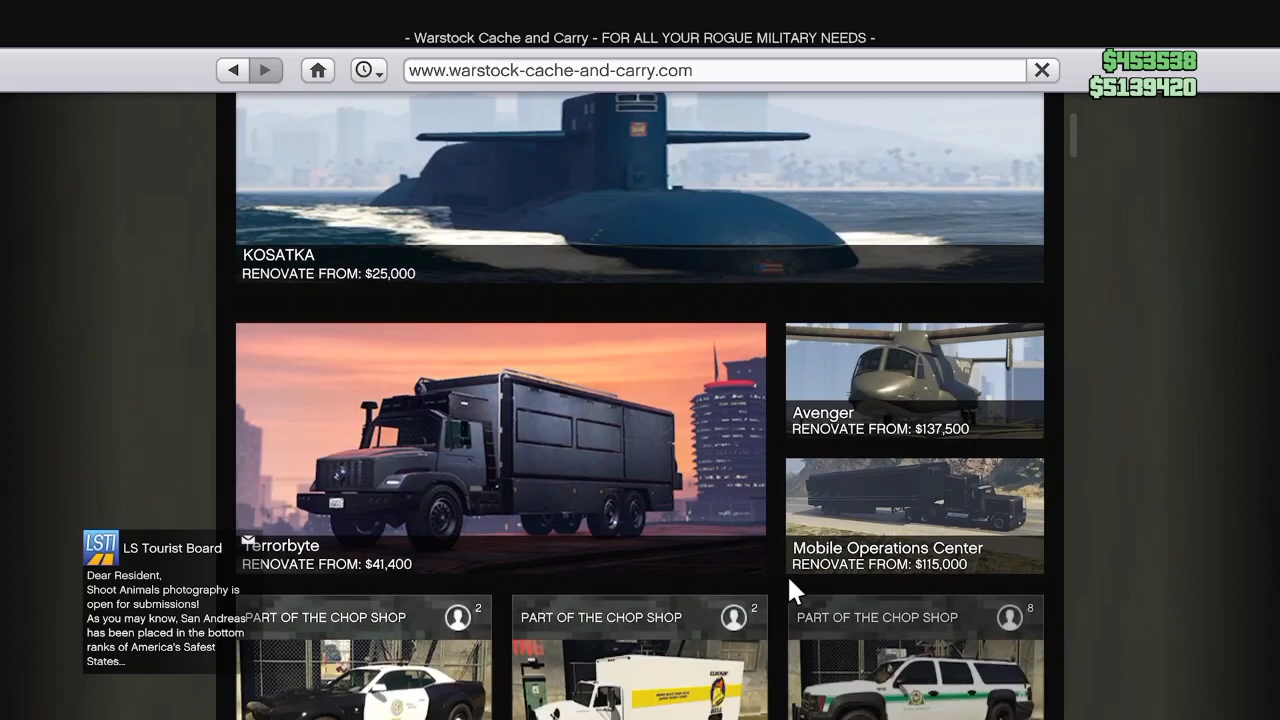 - Warstock Cache and Carry - FOR ALL YOUR ROGUE MILITARY NEEDS -
www.warstock-cache-and-carry.com
$453538
$5139420
KOSATKA
RENOVATE FROM: $25,000
Avenger
RENOVATE FROM: $137,500
Terrorbyte
RENOVATE FROM: $41,400
Mobile Operations Center
RENOVATE FROM: $115,000
LSTI LS Tourist Board
Dear Resident,
Shoot Animals photography is
open for submissions!
As you may know, San Andreas
has been placed in the bottom
ranks of America's Safest
States...
PART OF THE CHOP SHOP 2
PART OF THE CHOP SHOP 2
PART OF THE CHOP SHOP 8